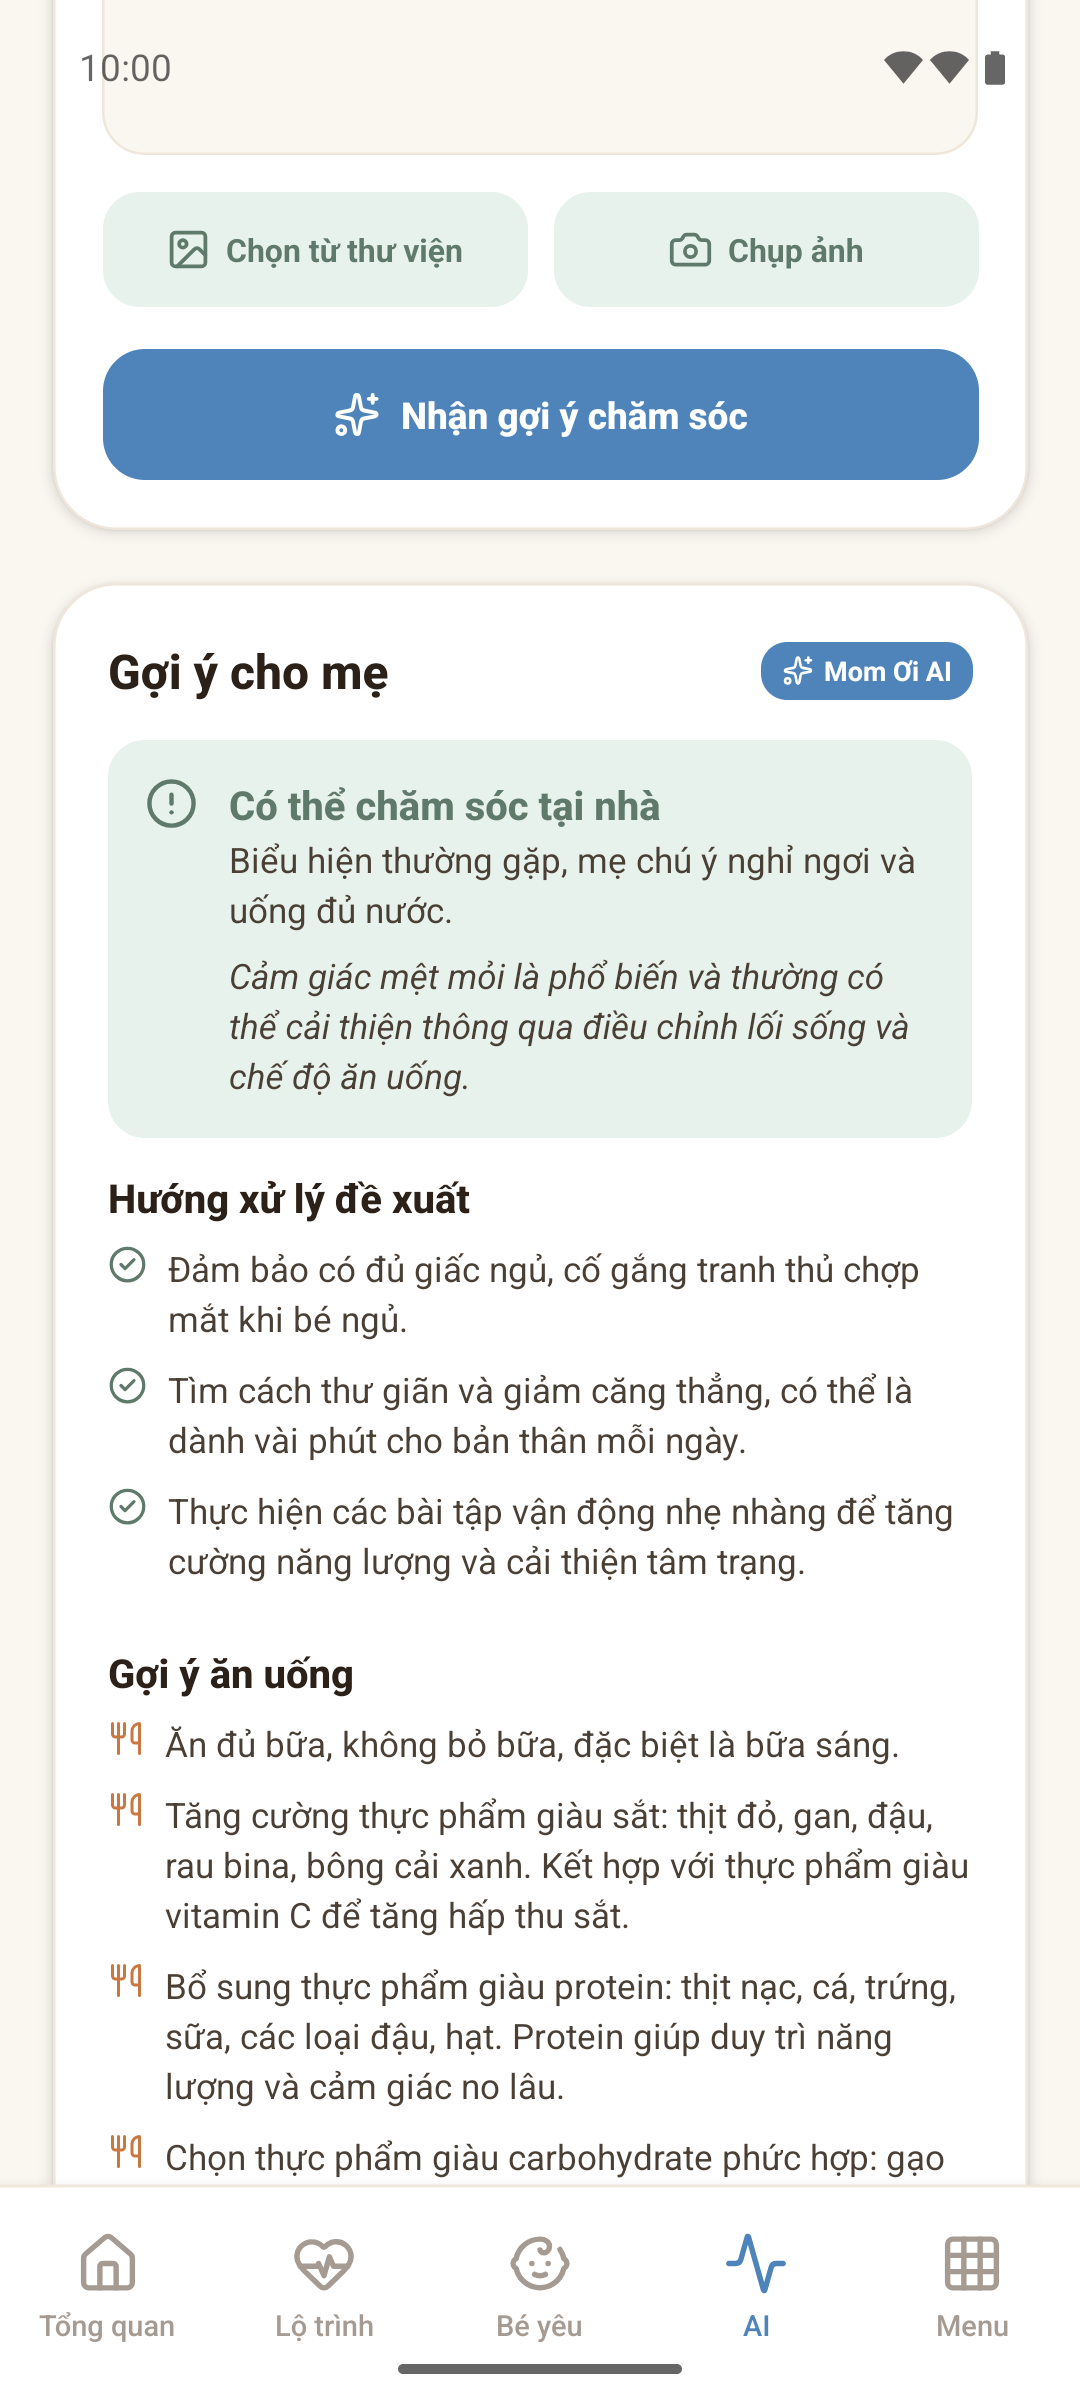 10:00
Chọn từ thư viện
Chụp ảnh
Nhận gợi ý chăm sóc
Gợi ý cho mẹ
Mom Ơi AI
Có thể chăm sóc tại nhà
Biểu hiện thường gặp, mẹ chú ý nghỉ ngơi và
uống đủ nước.
Cảm giác mệt mỏi là phổ biến và thường có
thể cải thiện thông qua điều chỉnh lối sống và
chế độ ăn uống.
Hướng xử lý đề xuất
Đảm bảo có đủ giấc ngủ, cố gắng tranh thủ chợp
mắt khi bé ngủ.
Tìm cách thư giãn và giảm căng thẳng, có thể là
dành vài phút cho bản thân mỗi ngày.
Thực hiện các bài tập vận động nhẹ nhàng để tăng
cường năng lượng và cải thiện tâm trạng.
Gợi ý ăn uống
Ăn đủ bữa, không bỏ bữa, đặc biệt là bữa sáng.
Tăng cường thực phẩm giàu sắt: thịt đỏ, gan, đậu,
rau bina, bông cải xanh. Kết hợp với thực phẩm giàu
vitamin C để tăng hấp thu sắt.
Bổ sung thực phẩm giàu protein: thịt nạc, cá, trứng,
sữa, các loại đậu, hạt. Protein giúp duy trì năng
lượng và cảm giác no lâu.
Chọn thực phẩm giàu carbohydrate phức hợp: gạo
Tổng quan
Lộ trình
Bé yêu
AI
Menu